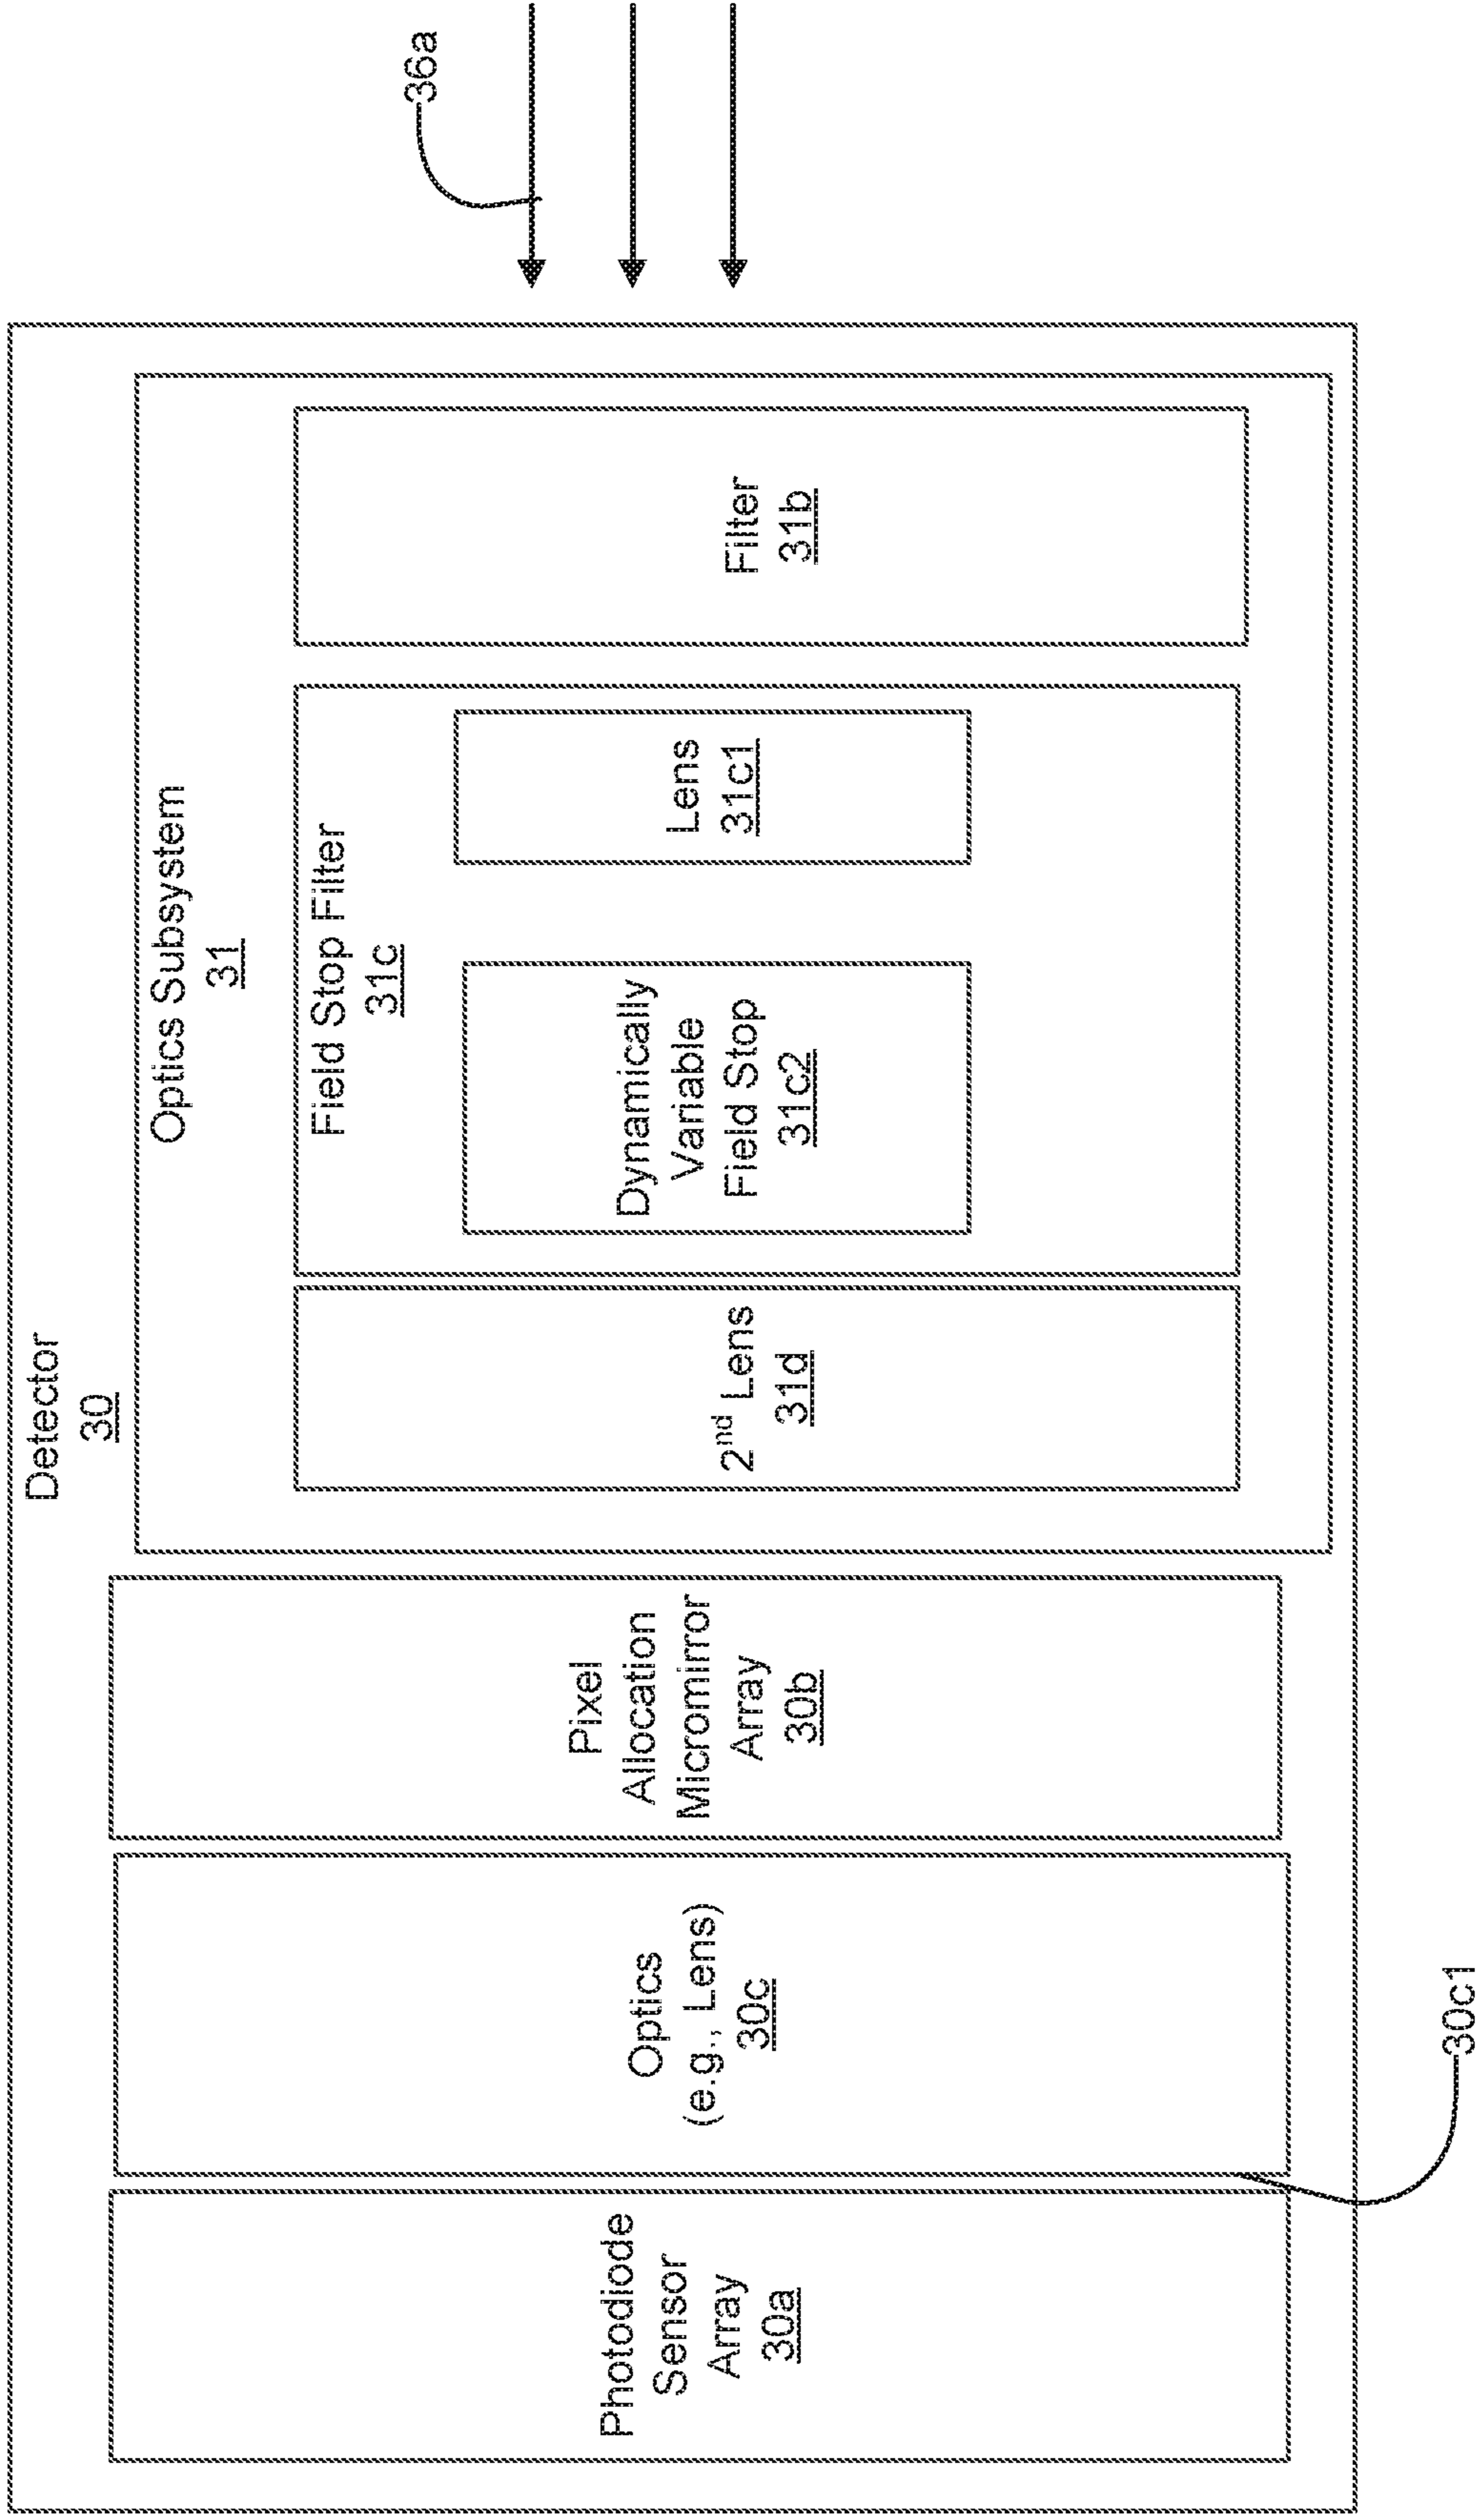 Detector
30
Optics Subsystem
31
Field Stop Filter
31c
Photodiode
Sensor
Array
30a
Optics
(e.g., Lens)
30c
Pixel
Allocation
Micromirror
Array
30b
2nd Lens
31d
Dynamically
Variable
Field Stop
31c2
Lens
31c1
Filter
31b
36a
30c1